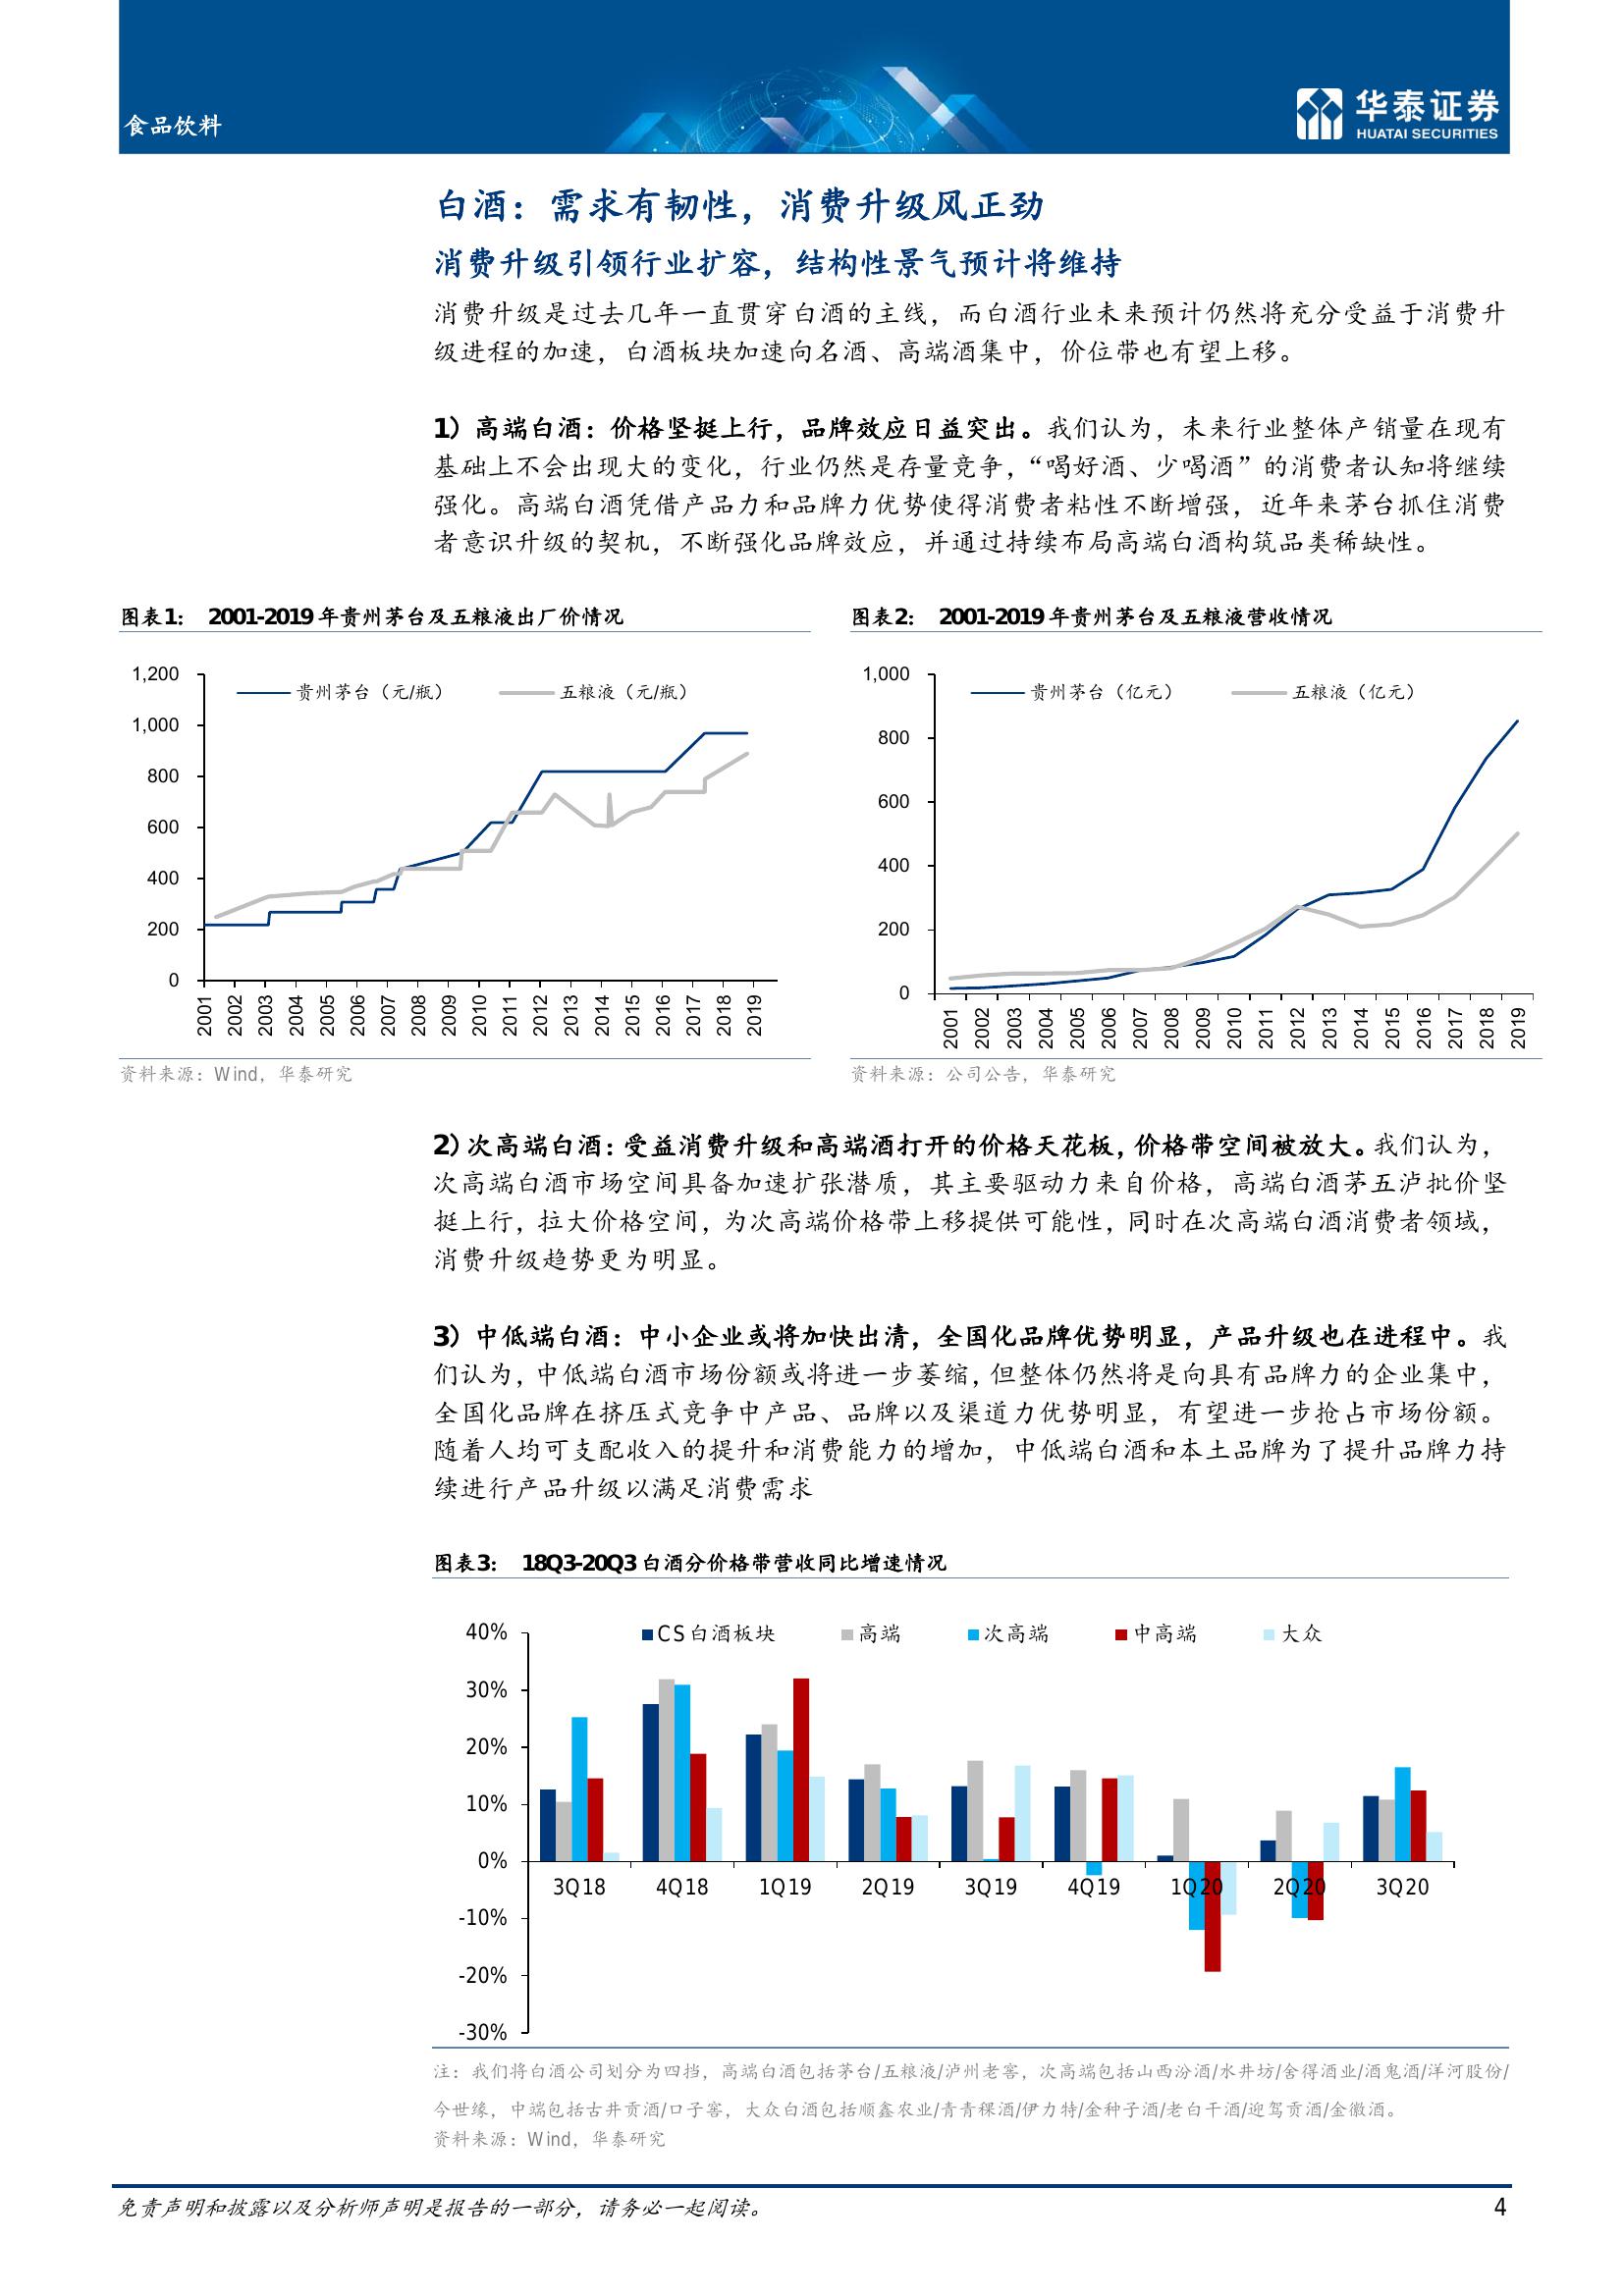 食品饮料
华泰证券
HUATAI SECURITIES
白酒：需求有韧性，消费升级风正劲
消费升级引领行业扩容，结构性景气预计将维持
消费升级是过去几年一直贯穿白酒的主线，而白酒行业未来预计仍然将充分受益于消费升
级进程的加速，白酒板块加速向名酒、高端酒集中，价位带也有望上移。
1）高端白酒：价格坚挺上行，品牌效应日益突出。我们认为，未来行业整体产销量在现有
基础上不会出现大的变化，行业仍然是存量竞争，“喝好酒、少喝酒”的消费者认知将继续
强化。高端白酒凭借产品力和品牌力优势使得消费者粘性不断增强，近年来茅台抓住消费
者意识升级的契机，不断强化品牌效应，并通过持续布局高端白酒构筑品类稀缺性。
图表1： 2001-2019 年贵州茅台及五粮液出厂价情况
贵州茅台（元/瓶） 五粮液（元/瓶）
1,200
1,000
800
600
400
200
0
2001 2002 2003 2004 2005 2006 2007 2008 2009 2010 2011 2012 2013 2014 2015 2016 2017 2018 2019
资料来源：Wind，华泰研究
图表2： 2001-2019 年贵州茅台及五粮液营收情况
贵州茅台（亿元） 五粮液（亿元）
1,000
800
600
400
200
0
2001 2002 2003 2004 2005 2006 2007 2008 2009 2010 2011 2012 2013 2014 2015 2016 2017 2018 2019
资料来源：公司公告，华泰研究
2）次高端白酒：受益消费升级和高端酒打开的价格天花板，价格带空间被放大。我们认为，
次高端白酒市场空间具备加速扩张潜质，其主要驱动力来自价格，高端白酒茅五泸批价坚
挺上行，拉大价格空间，为次高端价格带上移提供可能性，同时在次高端白酒消费者领域，
消费升级趋势更为明显。
3）中低端白酒：中小企业或将加快出清，全国化品牌优势明显，产品升级也在进程中。我
们认为，中低端白酒市场份额或将进一步萎缩，但整体仍然将是向具有品牌力的企业集中，
全国化品牌在挤压式竞争中产品、品牌以及渠道力优势明显，有望进一步抢占市场份额。
随着人均可支配收入的提升和消费能力的增加，中低端白酒和本土品牌为了提升品牌力持
续进行产品升级以满足消费需求
图表3： 18Q3-20Q3 白酒分价格带营收同比增速情况
CS白酒板块 高端 次高端 中高端 大众
40%
30%
20%
10%
0%
-10%
-20%
-30%
3Q18 4Q18 1Q19 2Q19 3Q19 4Q19 1Q20 2Q20 3Q20
注：我们将白酒公司划分为四挡，高端白酒包括茅台/五粮液/泸州老窖，次高端包括山西汾酒/水井坊/舍得酒业/酒鬼酒/洋河股份/
今世缘，中端包括古井贡酒/口子窖，大众白酒包括顺鑫农业/青青稞酒/伊力特/金种子酒/老白干酒/迎驾贡酒/金徽酒。
资料来源：Wind，华泰研究
免责声明和披露以及分析师声明是报告的一部分，请务必一起阅读。
4